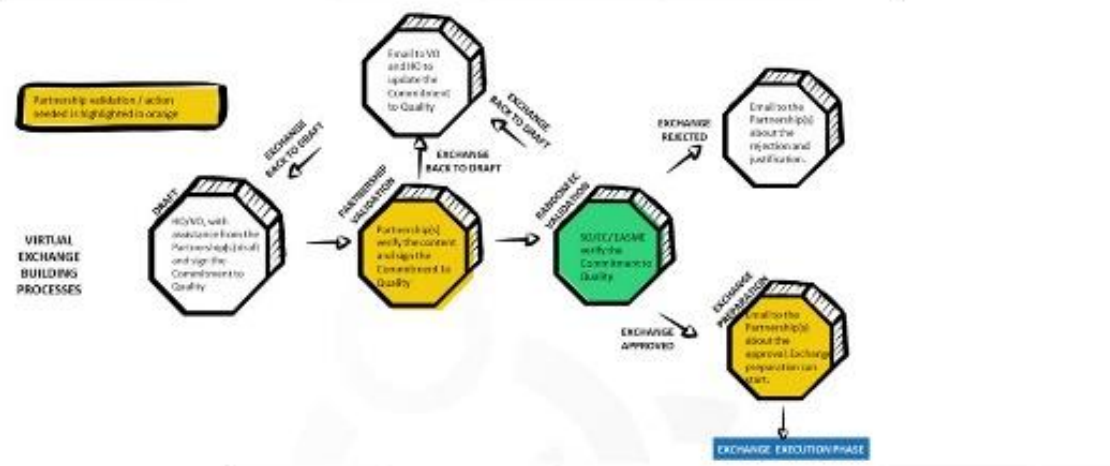 Partnership validation / action
needed is highlighted in orange
Email to VO
and HO to
update the
Commitment
to Quality
EXCHANGE
BACK TO DRAFT
EXCHANGE
BACK TO DRAFT
EXCHANGE
BACK TO DRAFT
EXCHANGE
REJECTED
Email to the
Partnership(s)
about the
rejection and
justification.
VIRTUAL
EXCHANGE
BUILDING
PROCESSES
DRAFT
HO/VO, with
assistance from the
Partnership(s) draft
and sign the
Commitment to
Quality
PARTNERSHIP
VALIDATION
Partnership(s)
verify the content
and sign the
Commitment to
Quality
RANDOM EC
VALIDATION
SO/EC/EASME
verify the
Commitment to
Quality
EXCHANGE
APPROVED
EXCHANGE
PREPARATION
Email to the
Partnership(s)
about the
approval. Exchange
preparation can
start.
EXCHANGE EXECUTION PHASE